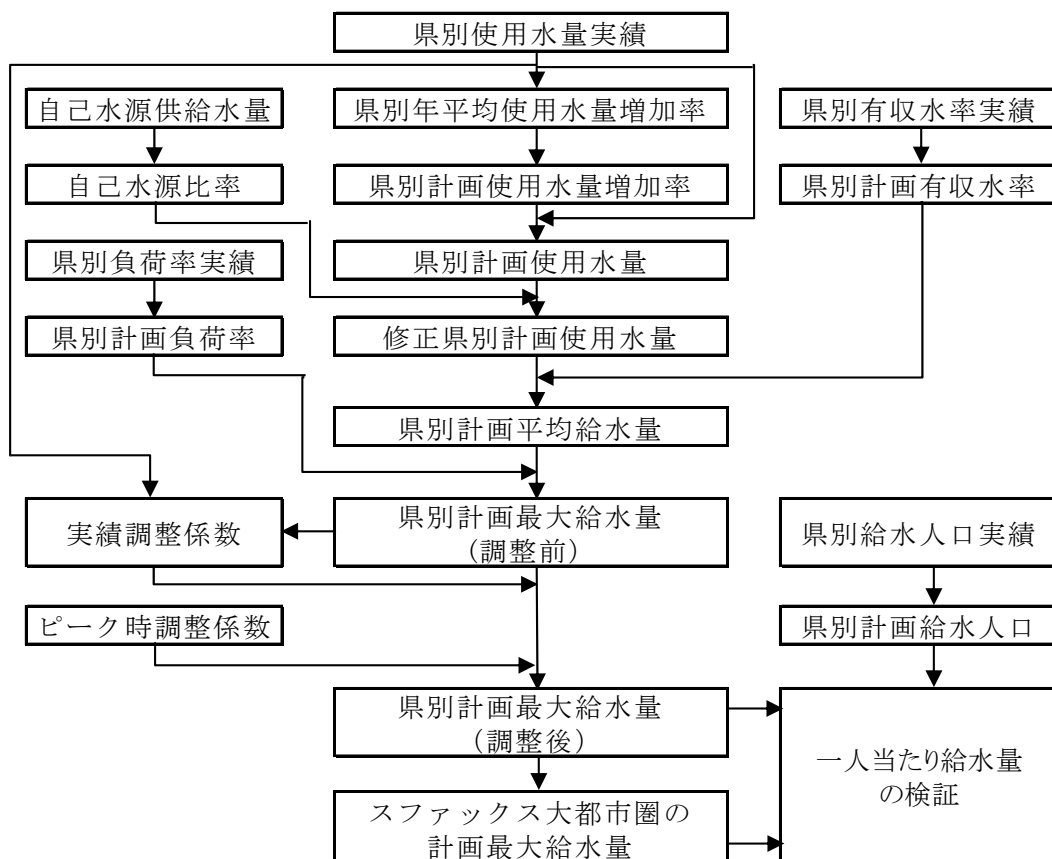 県別使用水量実績
自己水源供給水量
県別年平均使用水量増加率
県別有収水率実績
自己水源比率
県別計画使用水量増加率
県別計画有収水率
県別負荷率実績
県別計画使用水量
県別計画負荷率
修正県別計画使用水量
県別計画平均給水量
実績調整係数
県別計画最大給水量
（調整前）
県別給水人口実績
ピーク時調整係数
県別計画給水人口
県別計画最大給水量
（調整後）
一人当たり給水量
の検証
スファックス大都市圏の
計画最大給水量